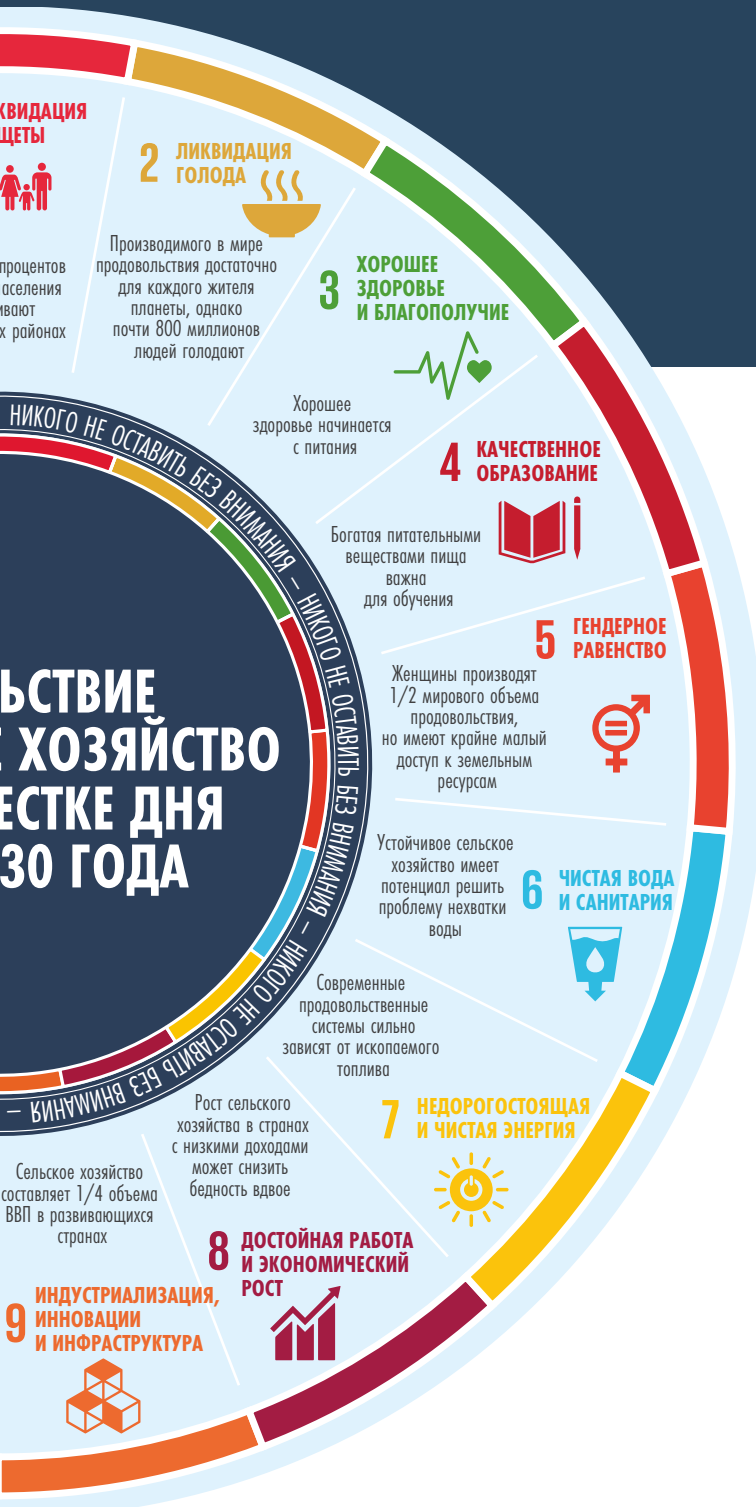 КВИДАЦИЯ
ЩЕТЫ
процентов
аселения
ивают
х районах
2 ЛИКВИДАЦИЯ
ГОЛОДА
Производимого в мире
продовольствия достаточно
для каждого жителя
планеты, однако
почти 800 миллионов
людей голодают
3 ХОРОШЕЕ
ЗДОРОВЬЕ
И БЛАГОПОЛУЧИЕ
Хорошее
здоровье начинается
с питания
4 КАЧЕСТВЕННОЕ
ОБРАЗОВАНИЕ
Богатая питательными
веществами пища
важна
для обучения
5 ГЕНДЕРНОЕ
РАВЕНСТВО
Женщины производят
1/2 мирового объема
продовольствия,
но имеют крайне малый
доступ к земельным
ресурсам
6 ЧИСТАЯ ВОДА
И САНИТАРИЯ
Устойчивое сельское
хозяйство имеет
потенциал решить
проблему нехватки
воды
7 НЕДОРОГОСТОЯЩАЯ
И ЧИСТАЯ ЭНЕРГИЯ
Современные
продовольственные
системы сильно
зависят от ископаемого
топлива
8 ДОСТОЙНАЯ РАБОТА
И ЭКОНОМИЧЕСКИЙ
РОСТ
Рост сельского
хозяйства в странах
с низкими доходами
может снизить
бедность вдвое
9 ИНДУСТРИАЛИЗАЦИЯ,
ИННОВАЦИИ
И ИНФРАСТРУКТУРА
Сельское хозяйство
составляет 1/4 объема
ВВП в развивающихся
странах
НИКОГО НЕ ОСТАВИТЬ БЕЗ ВНИМАНИЯ – НИКОГО НЕ ОСТАВИТЬ БЕЗ ВНИМАНИЯ – НИКОГО НЕ ОСТАВИТЬ БЕЗ ВНИМАНИЯ –
ЬСТВИЕ
Е ХОЗЯЙСТВО
ЕСТКЕ ДНЯ
30 ГОДА